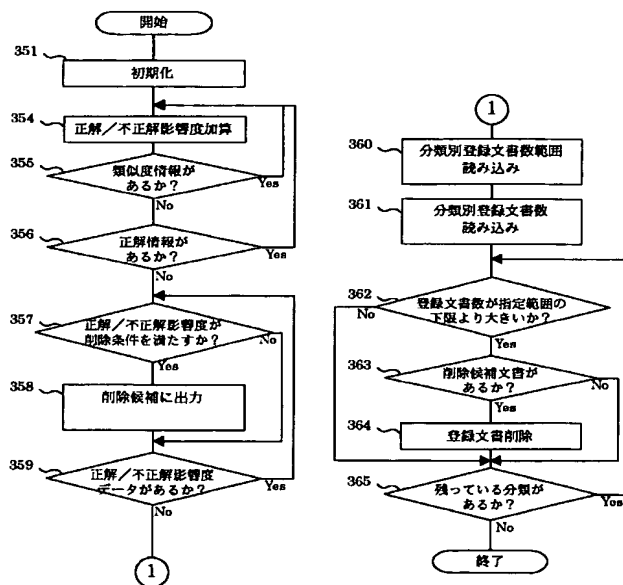 開始
351
初期化
354
正解／不正解影響度加算
355
類似度情報が
あるか？
Yes
No
356
正解情報が
あるか？
Yes
No
357
正解／不正解影響度が
削除条件を満たすか？
No
Yes
358
削除候補に出力
359
正解／不正解影響度
データがあるか？
Yes
No
1
1
360
分類別登録文書数範囲
読み込み
361
分類別登録文書数
読み込み
362
登録文書数が指定範囲の
下限より大きいか？
No
Yes
363
削除候補文書が
あるか？
No
Yes
364
登録文書削除
365
残っている分類が
あるか？
Yes
No
終了